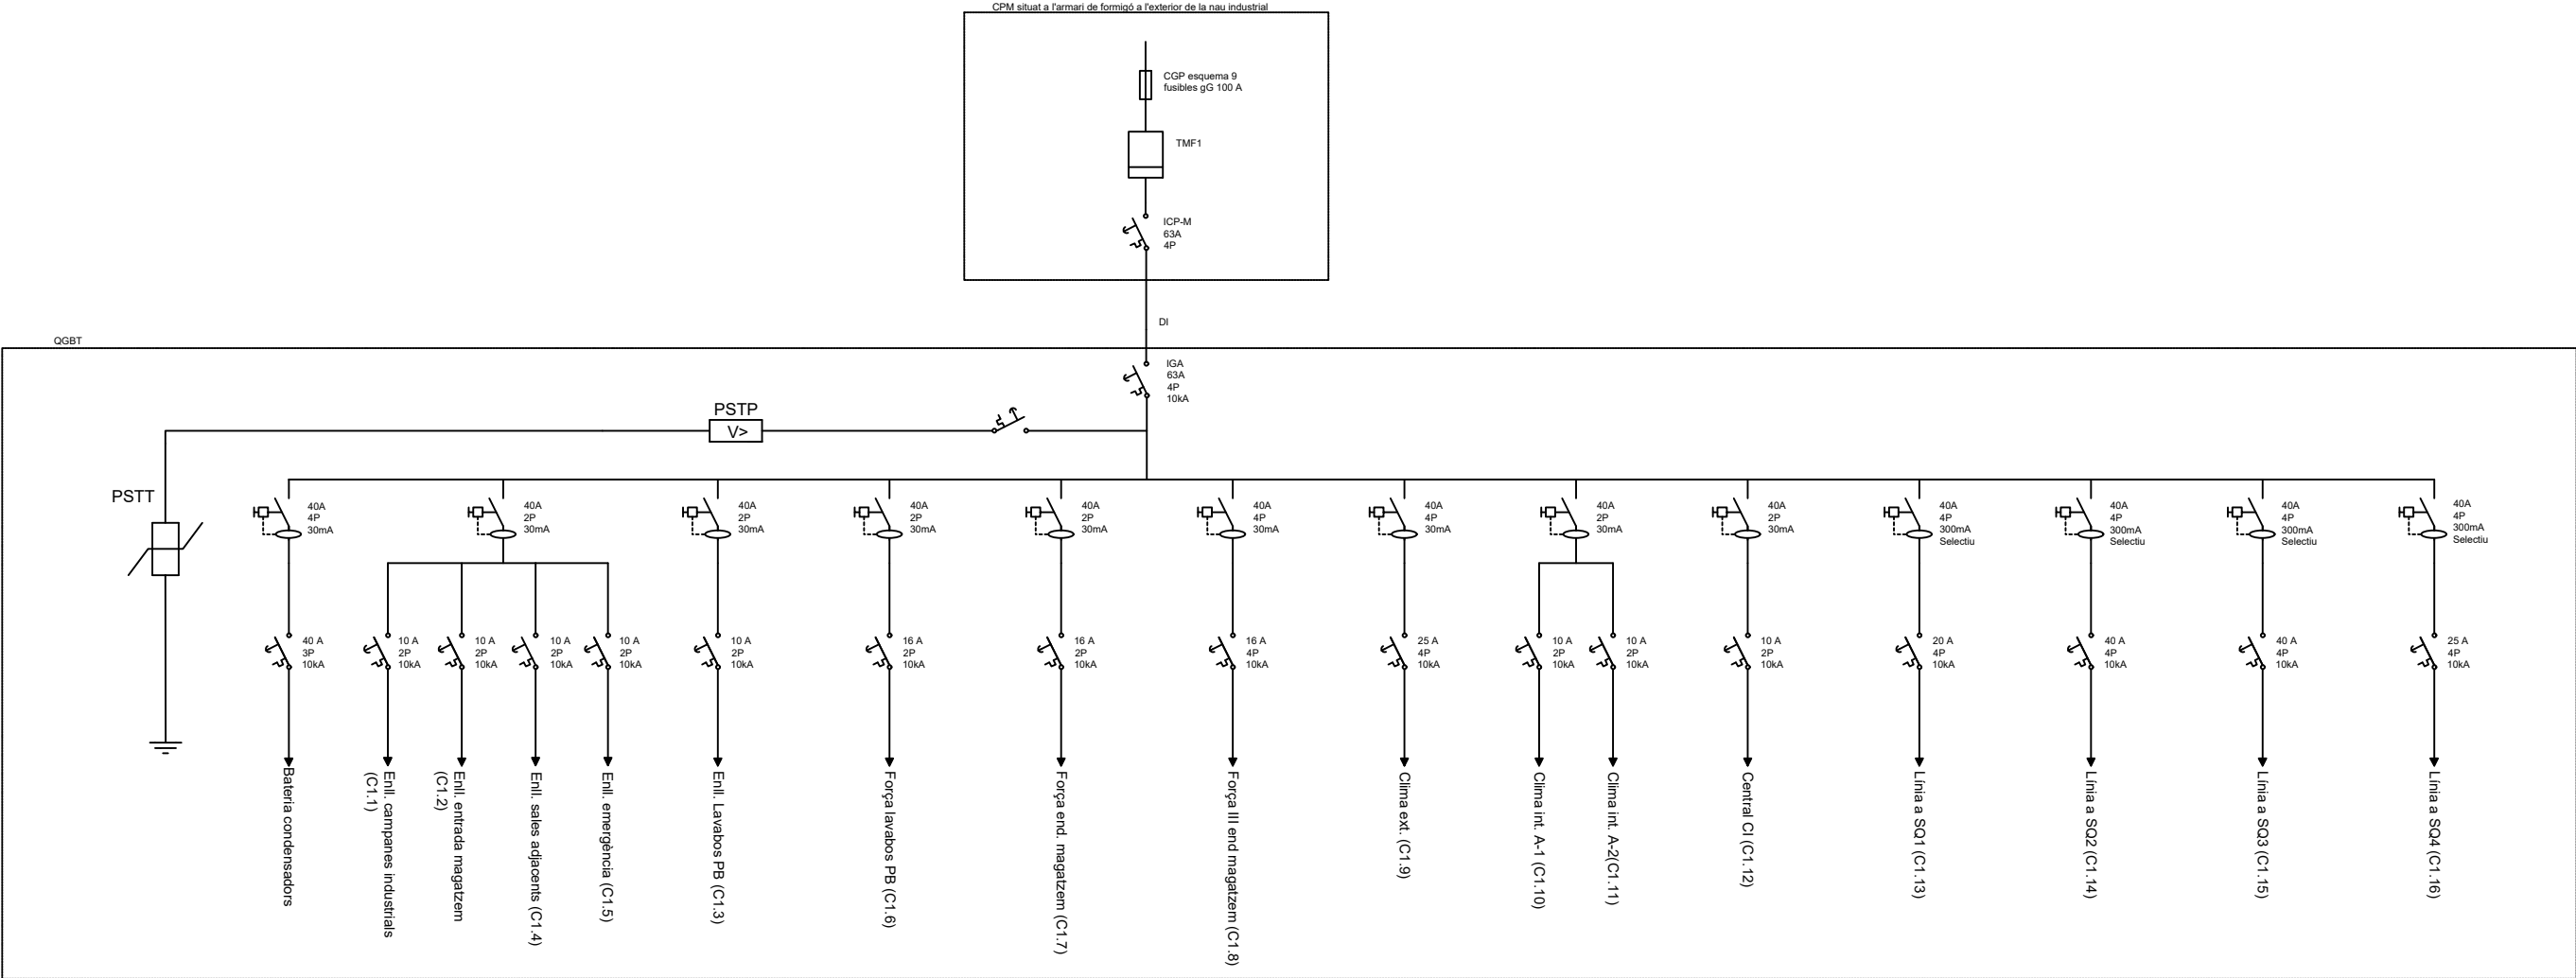 CPM situat a l'armari de formigó a l'exterior de la nau industrial
CGP esquema 9
fusibles gG 100 A
TMF1
ICP-M
63A
4P
DI
QGBT
IGA
63A
4P
10kA
PSTP
V>
PSTT
40A
4P
30mA
40A
2P
30mA
40A
2P
30mA
40A
2P
30mA
40A
2P
30mA
40A
4P
30mA
40A
4P
30mA
40A
2P
30mA
40A
2P
30mA
40A
4P
300mA
Selectiu
40A
4P
300mA
Selectiu
40A
4P
300mA
Selectiu
40A
4P
300mA
Selectiu
40 A
3P
10kA
10 A
2P
10kA
10 A
2P
10kA
10 A
2P
10kA
10 A
2P
10kA
10 A
2P
10kA
16 A
2P
10kA
16 A
2P
10kA
16 A
4P
10kA
25 A
4P
10kA
10 A
2P
10kA
10 A
2P
10kA
10 A
2P
10kA
20 A
4P
10kA
40 A
4P
10kA
40 A
4P
10kA
25 A
4P
10kA
Bateria condensadors
Enll. campanes industrials
(C1.1)
Enll. entrada magatzem
(C1.2)
Enll. sales adjacents (C1.4)
Enll. emergència (C1.5)
Enll. Lavabos PB (C1.3)
Força lavabos PB (C1.6)
Força end. magatzem (C1.7)
Força III end magatzem (C1.8)
Clima ext. (C1.9)
Clima int. A-1 (C1.10)
Clima int. A-2(C1.11)
Central CI (C1.12)
Línia a SQ1 (C1.13)
Línia a SQ2 (C1.14)
Línia a SQ3 (C1.15)
Línia a SQ4 (C1.16)